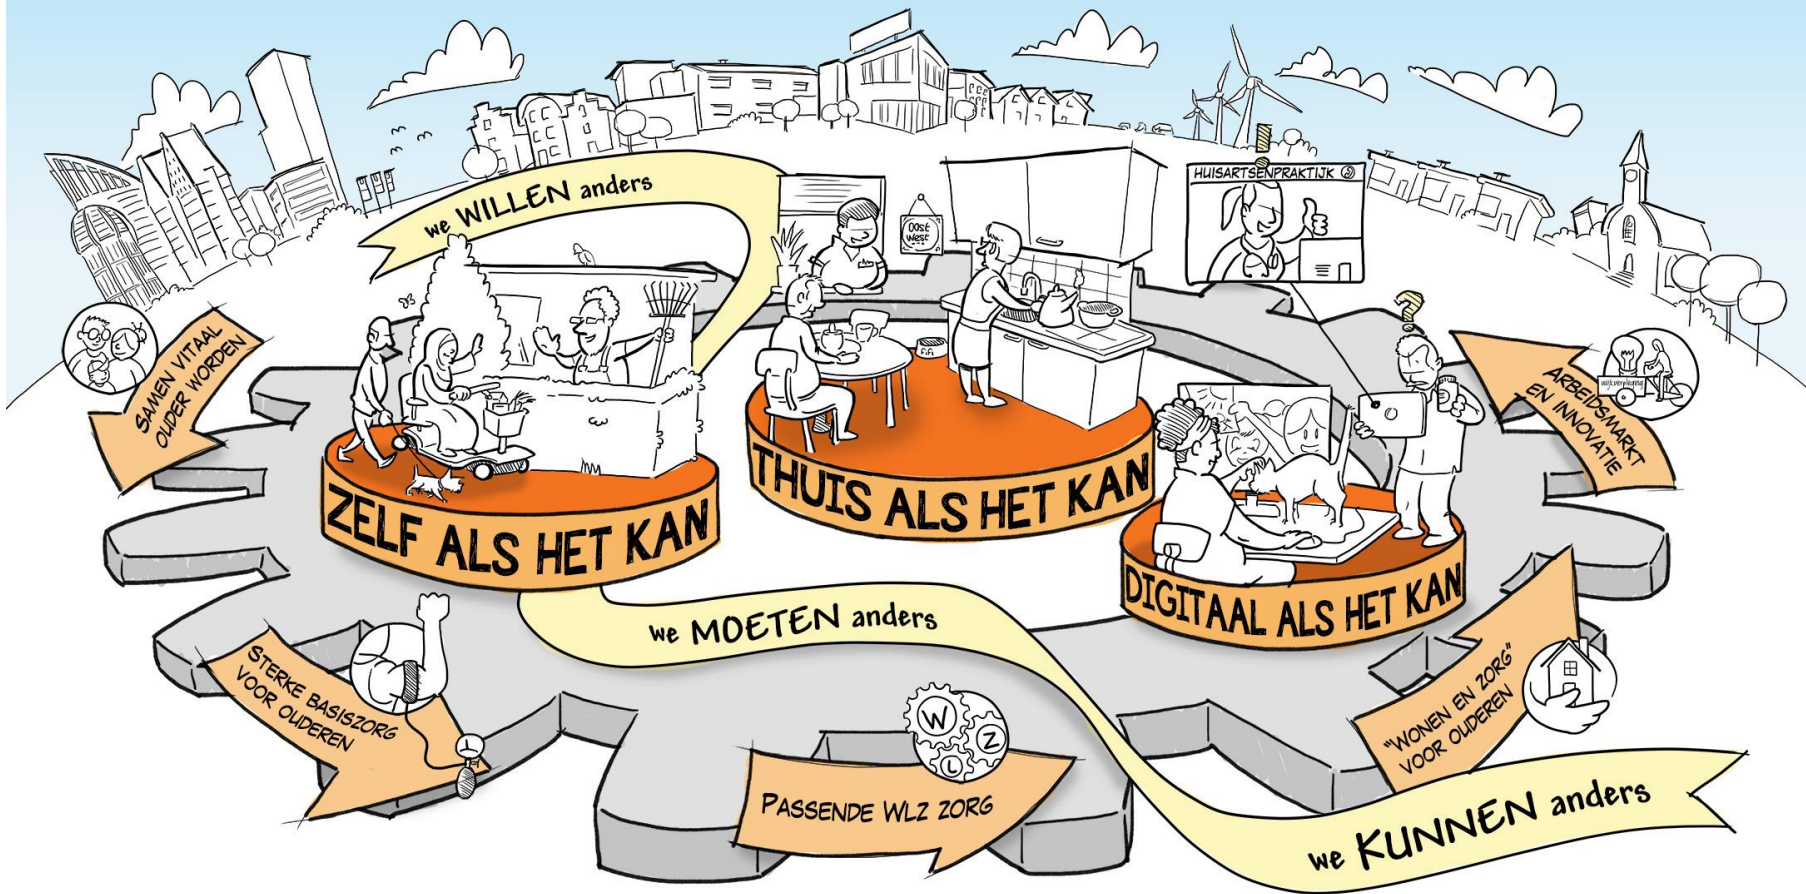 we WILLEN anders
OOST
WEST
HUISARTSENPRAKTIJK
!
?
SAMEN VITAAL
OUDER WORDEN
FiFi
ARBEIDSMARKT
EN INNOVATIE
wijkverpleging
ZELF ALS HET KAN
THUIS ALS HET KAN
DIGITAAL ALS HET KAN
we MOETEN anders
STERKE BASISZORG
VOOR OUDEREN
W
L
Z
PASSENDE WLZ ZORG
"WONEN EN ZORG"
VOOR OUDEREN
we KUNNEN anders